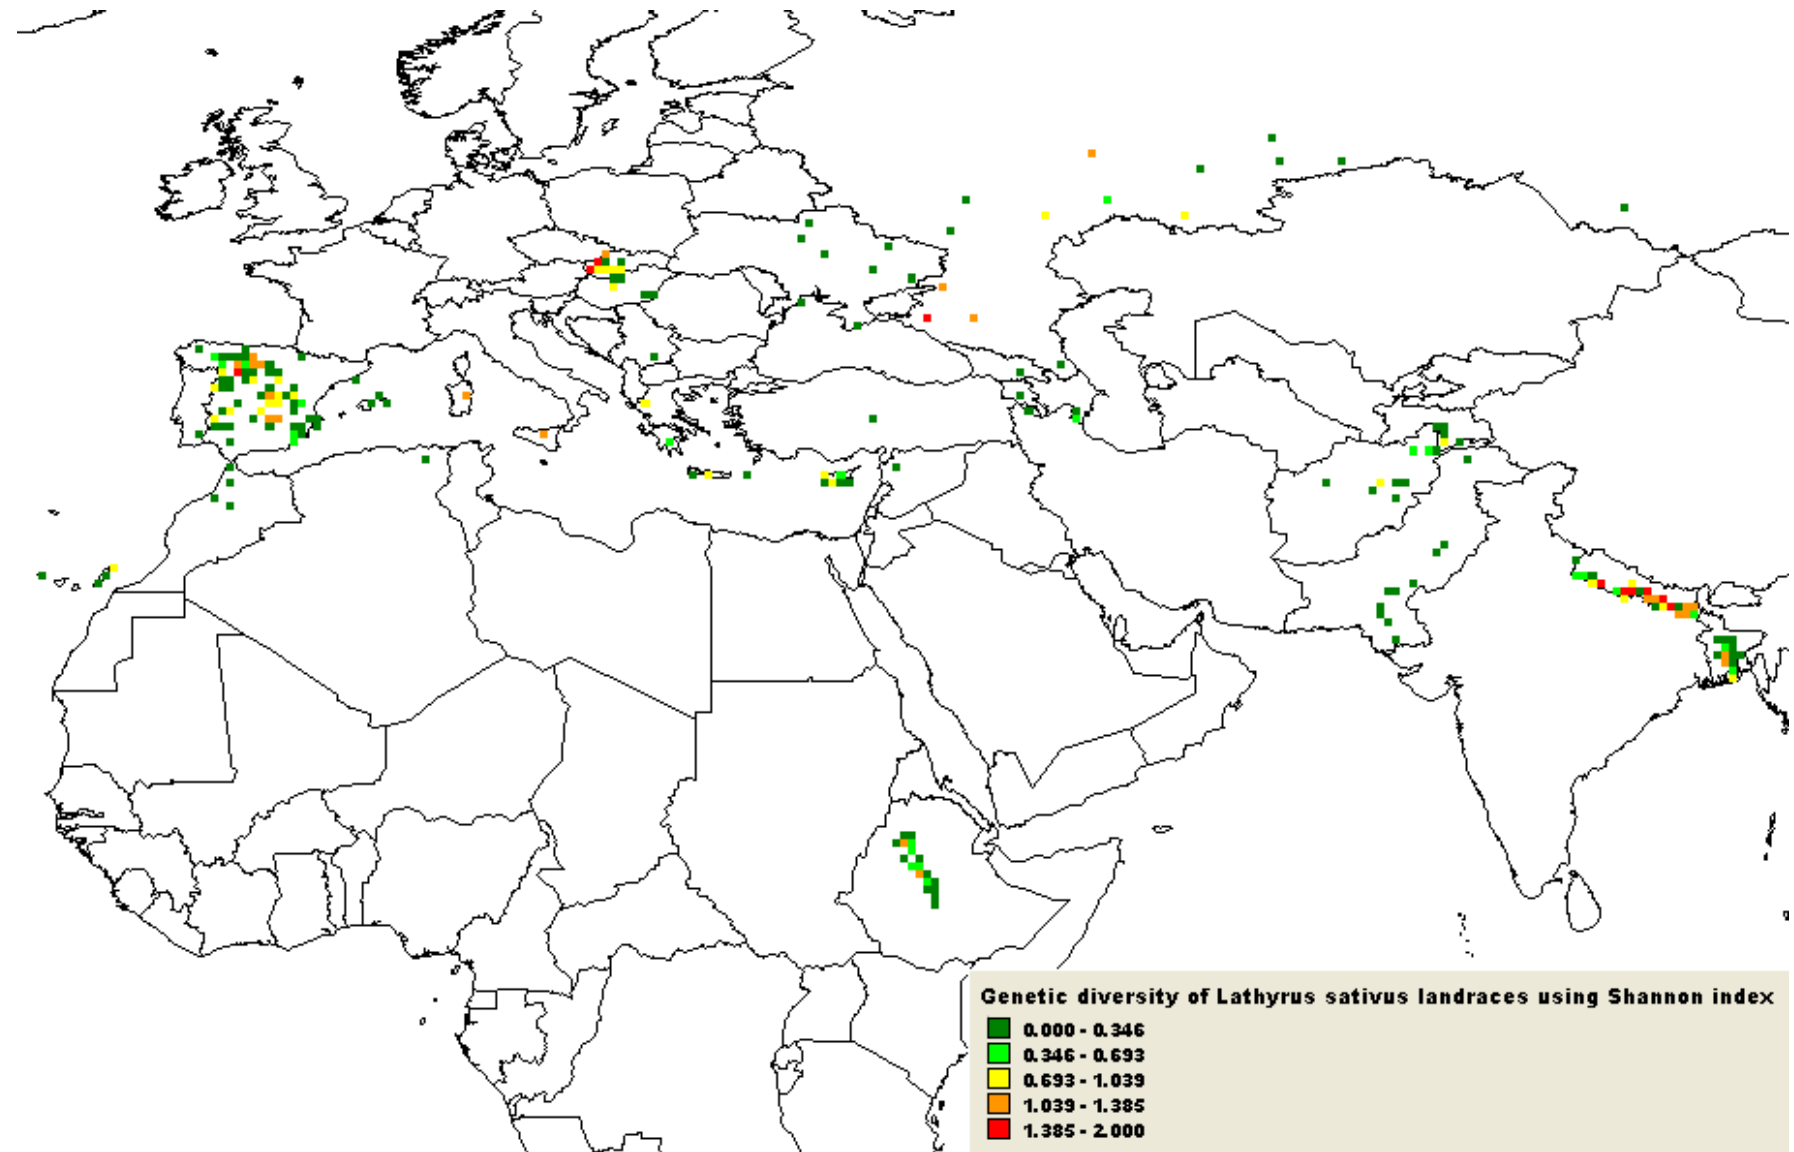 Genetic diversity of Lathyrus sativus landraces using Shannon index
0.000 - 0.346
0.346 - 0.693
0.693 - 1.039
1.039 - 1.385
1.385 - 2.000